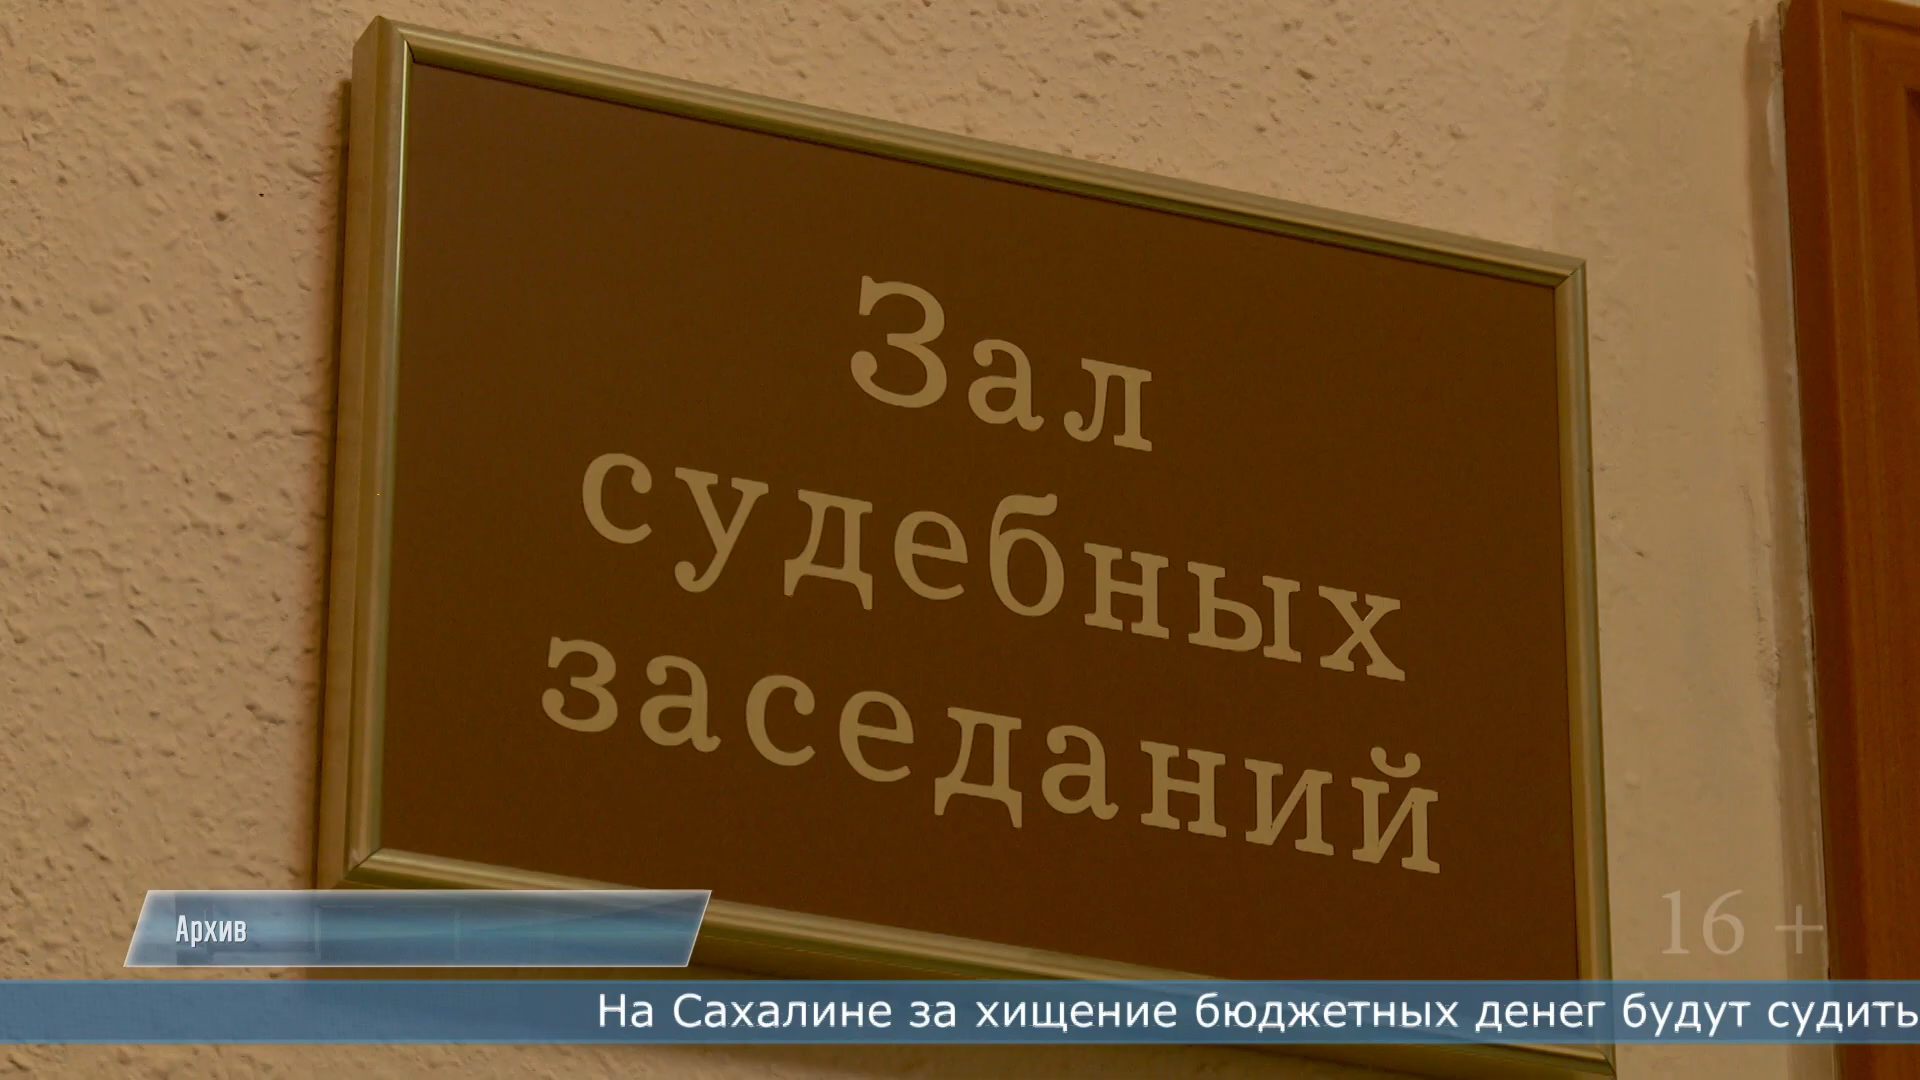 Зал
судебных
заседаний
Архив
16 +
На Сахалине за хищение бюджетных денег будут судить